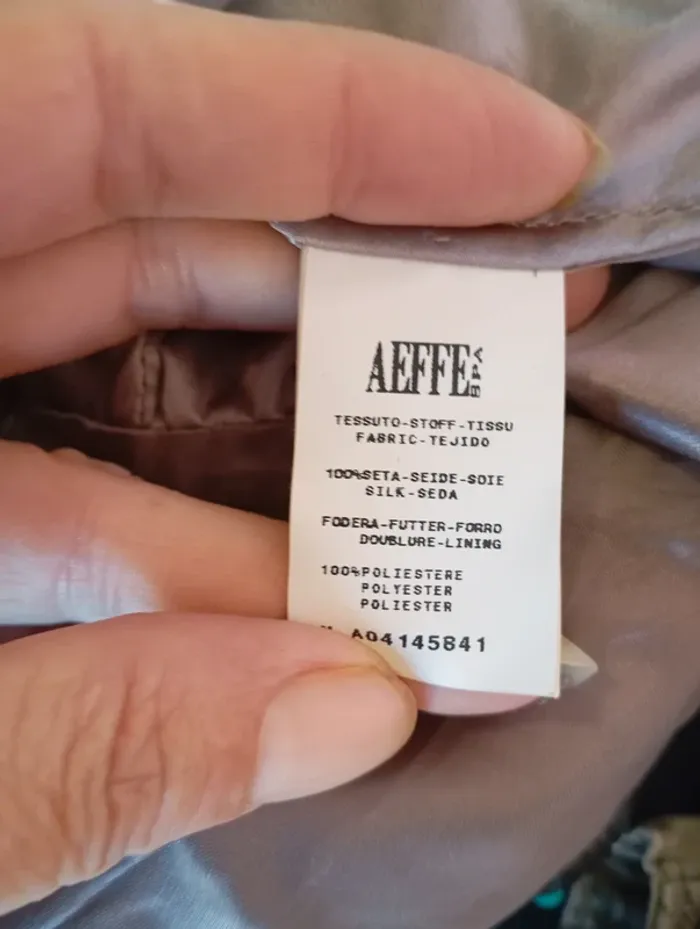 AEFFE SPA
TESSUTO-STOFF-TISSU
FABRIC-TEJIDO
100%SETA-SEIDE-SOIE
SILK-SEDA
FODERA-FUTTER-FORRO
DOUBLURE-LINING
100%POLIESTERE
POLYESTER
POLIESTER
A04145841